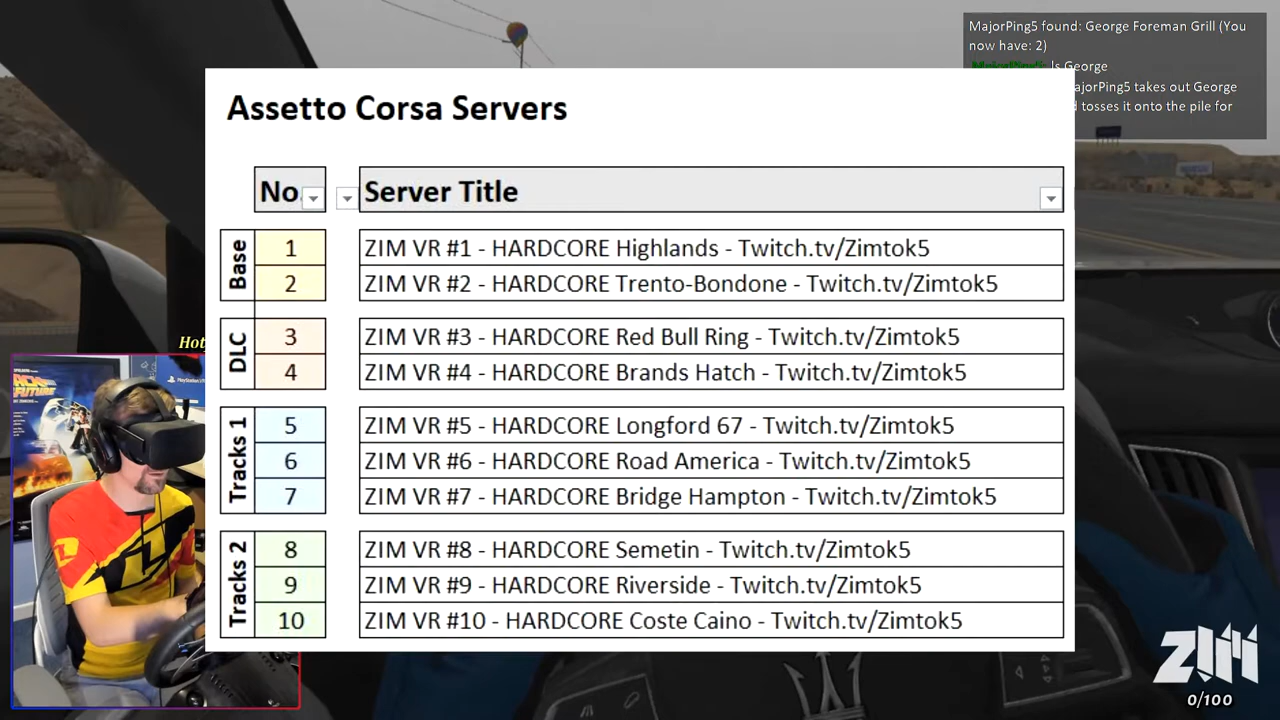 MajorPing5 found: George Foreman Grill (You
now have: 2)
Is George
ajorPing5 takes out George
d tosses it onto the pile for
Assetto Corsa Servers
No.
Server Title
Base
1
ZIM VR #1 - HARDCORE Highlands - Twitch.tv/Zimtok5
2
ZIM VR #2 - HARDCORE Trento-Bondone - Twitch.tv/Zimtok5
DLC
3
ZIM VR #3 - HARDCORE Red Bull Ring - Twitch.tv/Zimtok5
4
ZIM VR #4 - HARDCORE Brands Hatch - Twitch.tv/Zimtok5
Tracks 1
5
ZIM VR #5 - HARDCORE Longford 67 - Twitch.tv/Zimtok5
6
ZIM VR #6 - HARDCORE Road America - Twitch.tv/Zimtok5
7
ZIM VR #7 - HARDCORE Bridge Hampton - Twitch.tv/Zimtok5
Tracks 2
8
ZIM VR #8 - HARDCORE Semetin - Twitch.tv/Zimtok5
9
ZIM VR #9 - HARDCORE Riverside - Twitch.tv/Zimtok5
10
ZIM VR #10 - HARDCORE Coste Caino - Twitch.tv/Zimtok5
Hot
ZIM
0/100